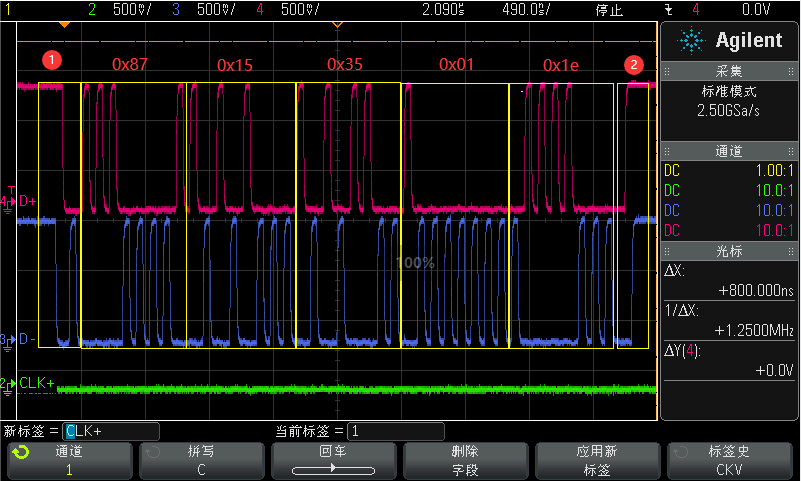 1 2 500mV/ 3 500mV/ 4 500mV/ 2.090s 490.0s/ 停止 4 0.0V
Agilent
采集
标准模式
2.50GSa/s
通道
DC 1.00:1
DC 10.0:1
DC 10.0:1
DC 10.0:1
光标
ΔX:
+800.000ns
1/ΔX:
+1.2500MHz
ΔY(4):
+0.0V
1 0x87 0x15 0x35 0x01 0x1e 2
T
4 D+
100%
3 D-
2 CLK+
新标签 = CLK+ 当前标签 = 1
通道
1
拼写
C
回车
删除
字段
应用新
标签
标签史
CKV